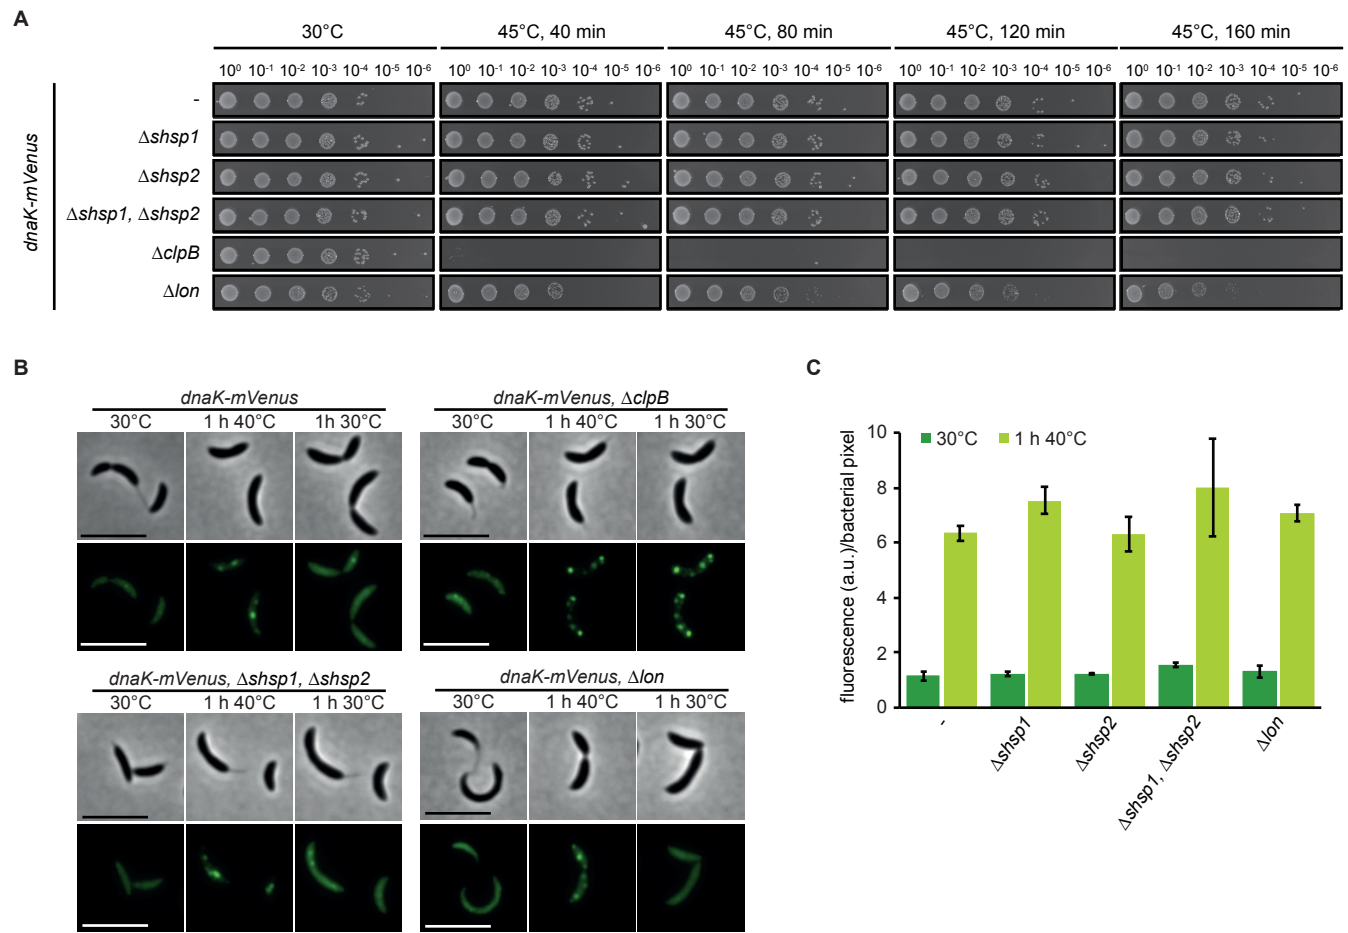 A
30°C
45°C, 40 min
45°C, 80 min
45°C, 120 min
45°C, 160 min
10⁰ 10⁻¹ 10⁻² 10⁻³ 10⁻⁴ 10⁻⁵ 10⁻⁶
10⁰ 10⁻¹ 10⁻² 10⁻³ 10⁻⁴ 10⁻⁵ 10⁻⁶
10⁰ 10⁻¹ 10⁻² 10⁻³ 10⁻⁴ 10⁻⁵ 10⁻⁶
10⁰ 10⁻¹ 10⁻² 10⁻³ 10⁻⁴ 10⁻⁵ 10⁻⁶
10⁰ 10⁻¹ 10⁻² 10⁻³ 10⁻⁴ 10⁻⁵ 10⁻⁶
dnaK-mVenus
-
Δshsp1
Δshsp2
Δshsp1, Δshsp2
ΔclpB
Δlon
B
dnaK-mVenus
30°C
1 h 40°C
1h 30°C
dnaK-mVenus, ΔclpB
30°C
1 h 40°C
1 h 30°C
dnaK-mVenus, Δshsp1, Δshsp2
30°C
1 h 40°C
1 h 30°C
dnaK-mVenus, Δlon
30°C
1 h 40°C
1 h 30°C
C
fluorescence (a.u.)/bacterial pixel
10
8
6
4
2
0
30°C
1 h 40°C
-
Δshsp1
Δshsp2
Δshsp1, Δshsp2
Δlon